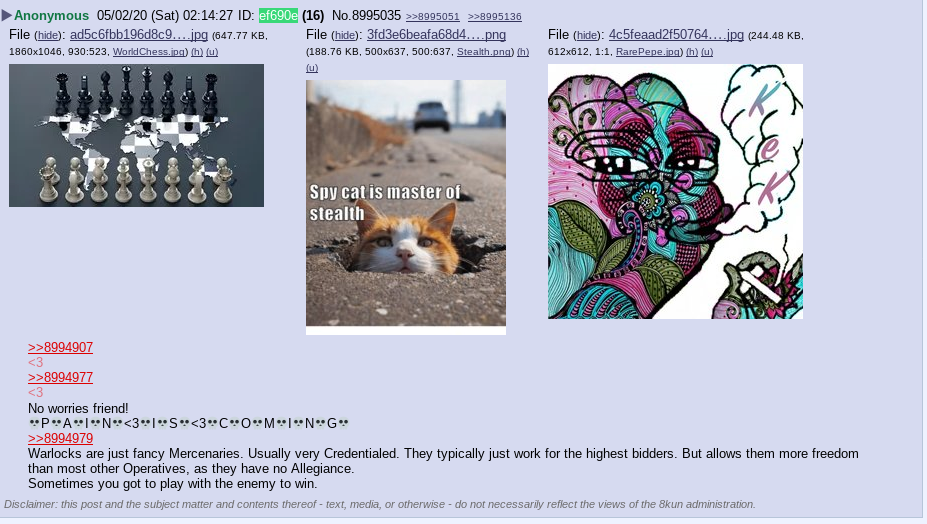 ▶Anonymous 05/02/20 (Sat) 02:14:27 ID: ef690e (16) No.8995035 >>8995051 >>8995136
File (hide): ad5c6fbb196d8c9….jpg (647.77 KB, 1860x1046, 930:523, WorldChess.jpg) (h) (u)
File (hide): 3fd3e6beafa68d4….png (188.76 KB, 500x637, 500:637, Stealth.png) (h) (u)
File (hide): 4c5feaad2f50764….jpg (244.48 KB, 612x612, 1:1, RarePepe.jpg) (h) (u)
Spy cat is master of
stealth
K
e
K
>>8994907
<3
>>8994977
<3
No worries friend!
💀P💀A💀I💀N💀<3💀I💀S💀<3💀C💀O💀M💀I💀N💀G💀
>>8994979
Warlocks are just fancy Mercenaries. Usually very Credentialed. They typically just work for the highest bidders. But allows them more freedom
than most other Operatives, as they have no Allegiance.
Sometimes you got to play with the enemy to win.
Disclaimer: this post and the subject matter and contents thereof - text, media, or otherwise - do not necessarily reflect the views of the 8kun administration.